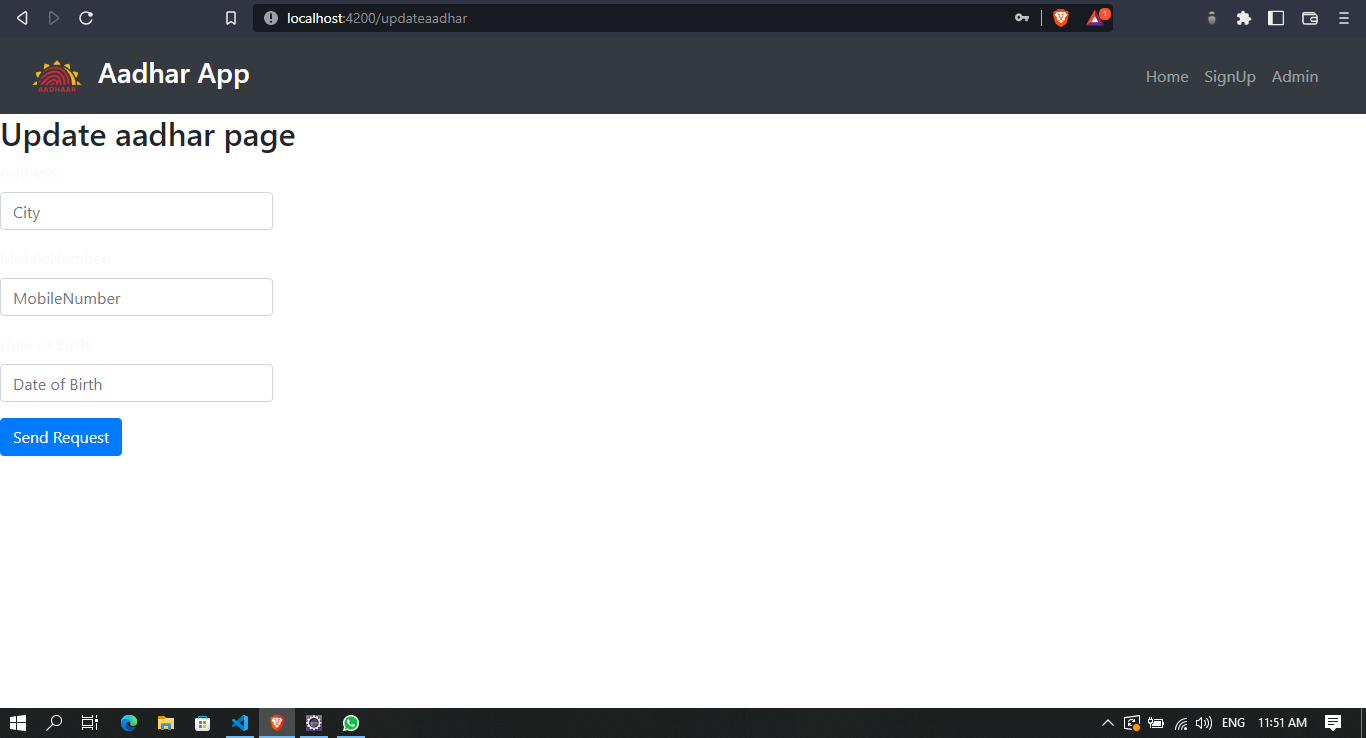 localhost:4200/updateaadhar
1
AADHAAR
Aadhar App
Home SignUp Admin
Update aadhar page
Address:
City
MobileNumber:
MobileNumber
Date of Birth:
Date of Birth
Send Request
ENG 11:51 AM